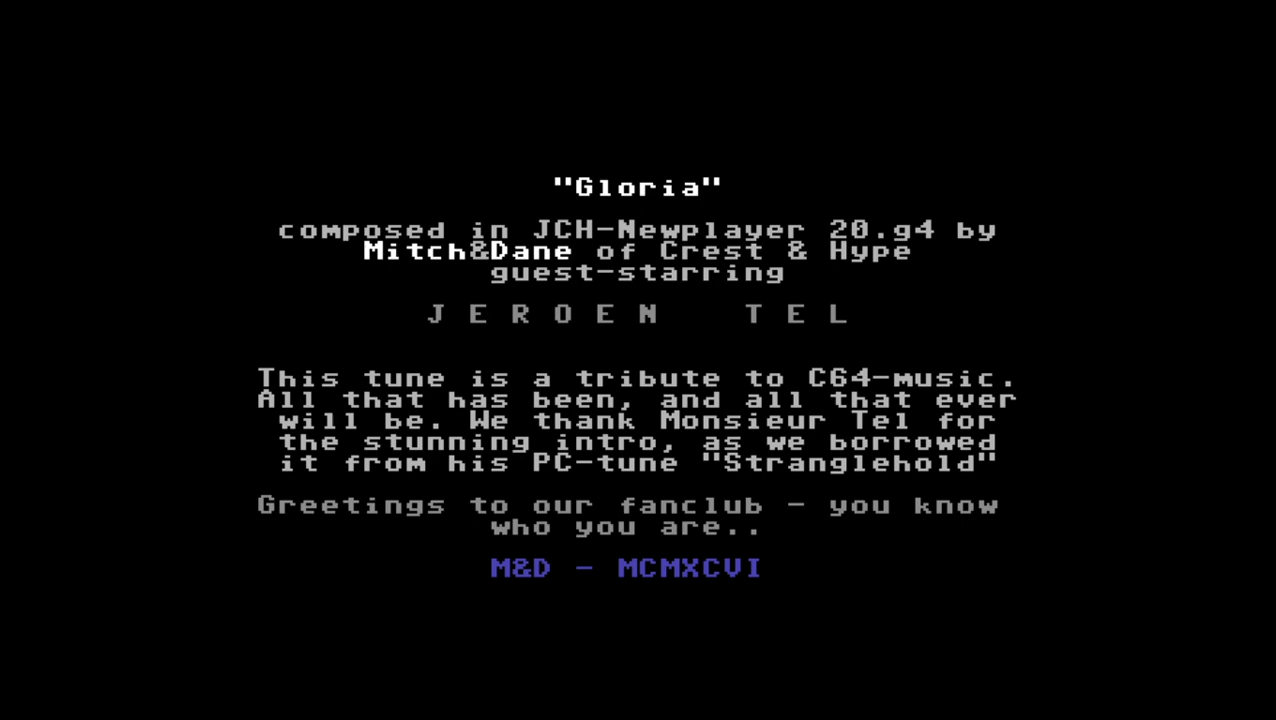 "Gloria"
composed in JCH-Newplayer 20.g4 by
Mitch&Dane of Crest & Hype
guest-starring
J E R O E N   T E L
This tune is a tribute to C64-music.
All that has been, and all that ever
will be. We thank Monsieur Tel for
the stunning intro, as we borrowed
it from his PC-tune "Stranglehold"
Greetings to our fanclub - you know
who you are..
M&D - MCMXCVI